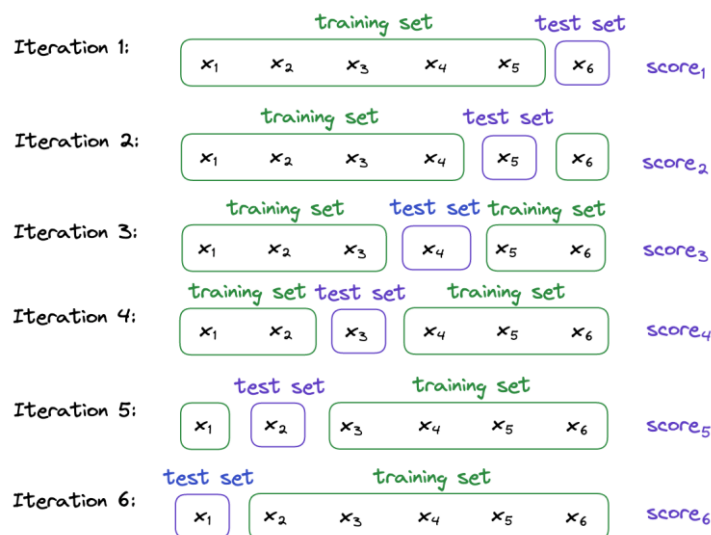 training set test set
Iteration 1: x1 x2 x3 x4 x5 x6 score1
training set test set
Iteration 2: x1 x2 x3 x4 x5 x6 score2
training set test set training set
Iteration 3: x1 x2 x3 x4 x5 x6 score3
training set test set training set
Iteration 4: x1 x2 x3 x4 x5 x6 score4
test set training set
Iteration 5: x1 x2 x3 x4 x5 x6 score5
test set training set
Iteration 6: x1 x2 x3 x4 x5 x6 score6